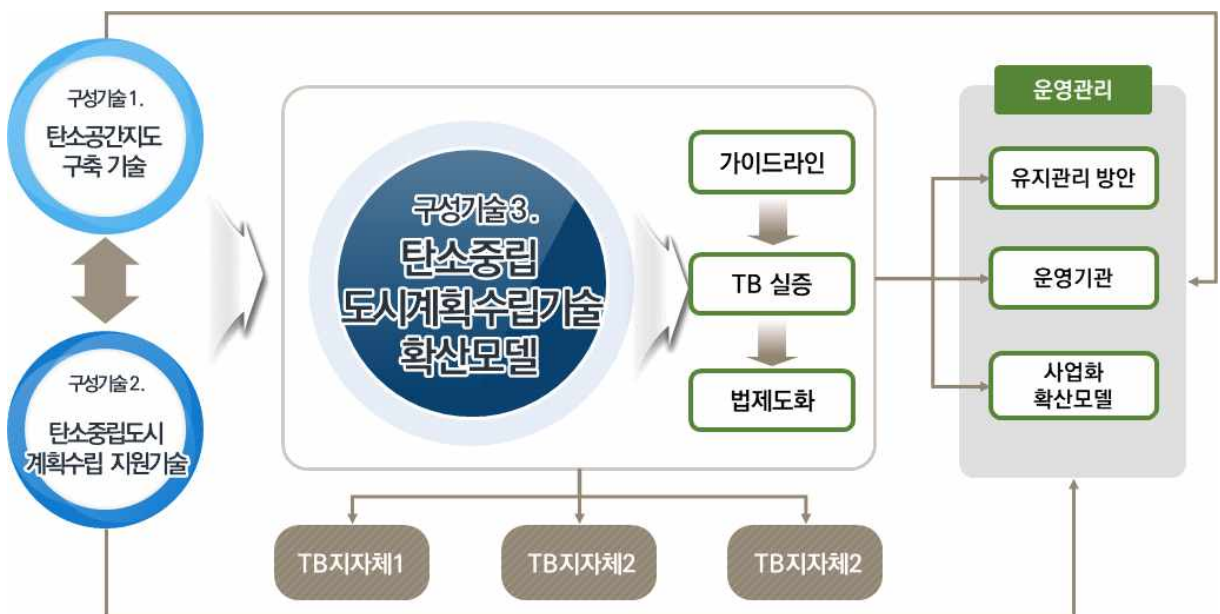 구성기술 1.
탄소공간지도
구축 기술
구성기술 2.
탄소중립도시
계획수립 지원기술
구성기술 3.
탄소중립
도시계획수립기술
확산모델
가이드라인
TB 실증
법제도화
운영관리
유지관리 방안
운영기관
사업화
확산모델
TB지자체1
TB지자체2
TB지자체2